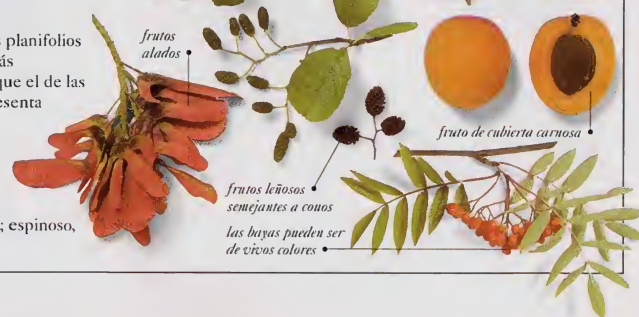 s planifolios
ás
que el de las
esenta
; espinoso,
frutos
alados
fruto de cubierta carnosa
frutos leñosos
semejantes a conos
las bayas pueden ser
de vivos colores